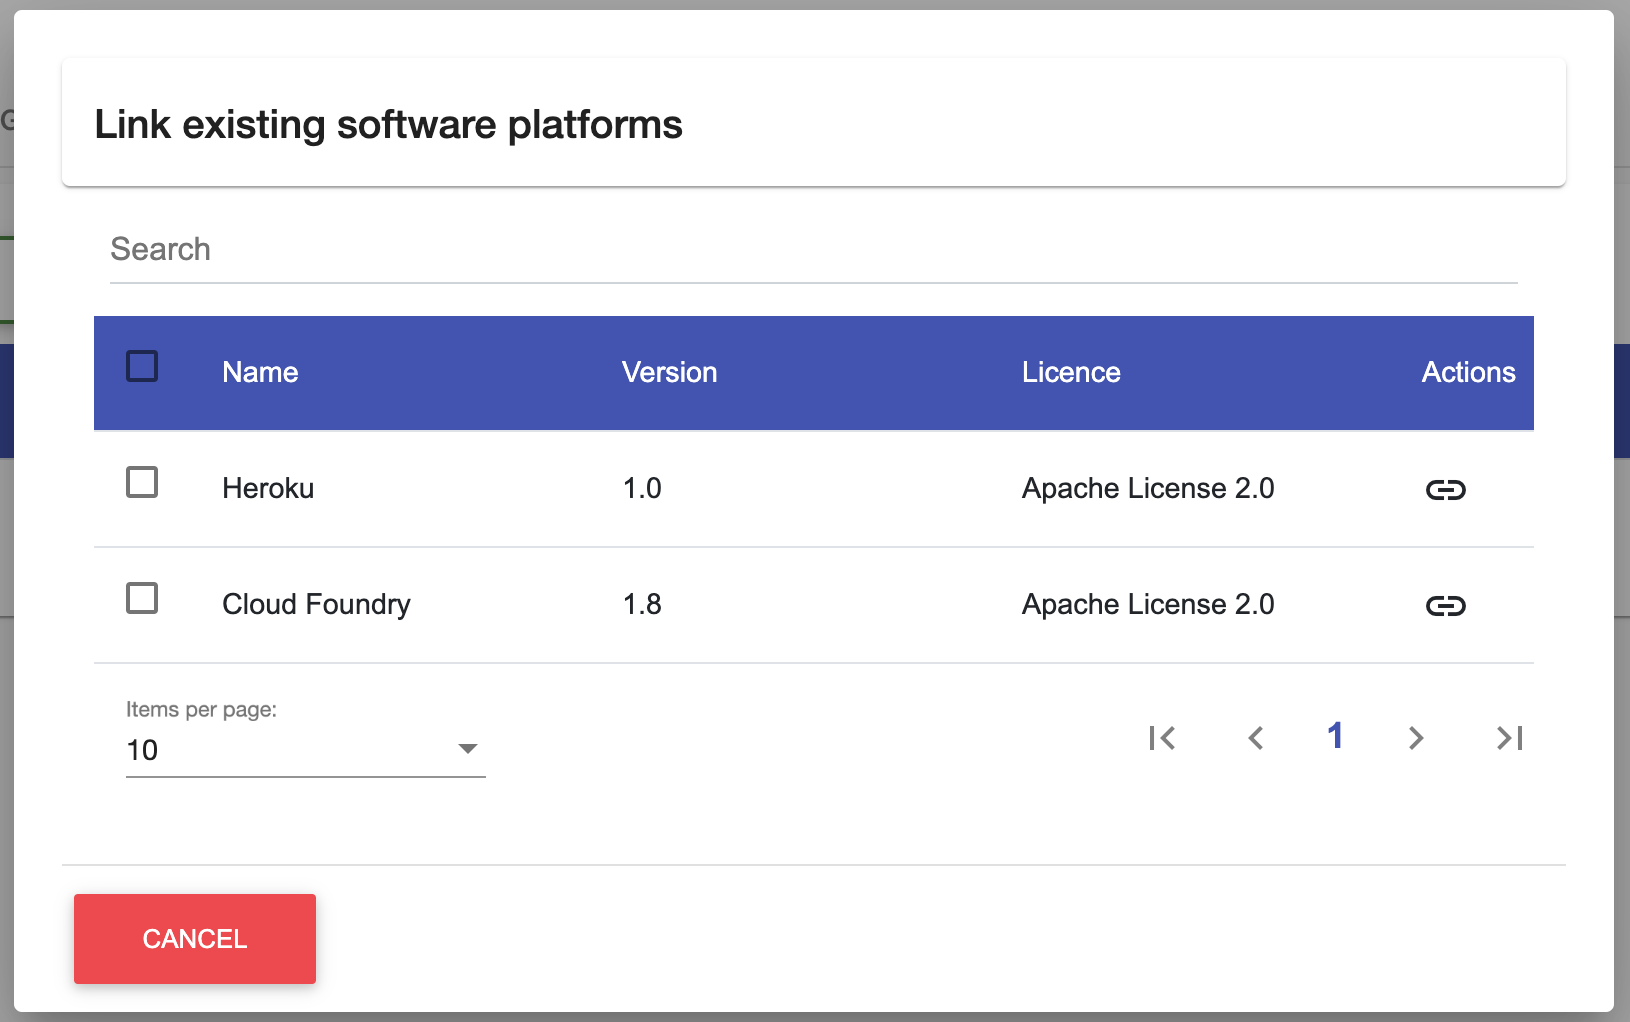 Link existing software platforms
Search
Name Version Licence Actions
Heroku 1.0 Apache License 2.0
Cloud Foundry 1.8 Apache License 2.0
Items per page:
10
1
CANCEL